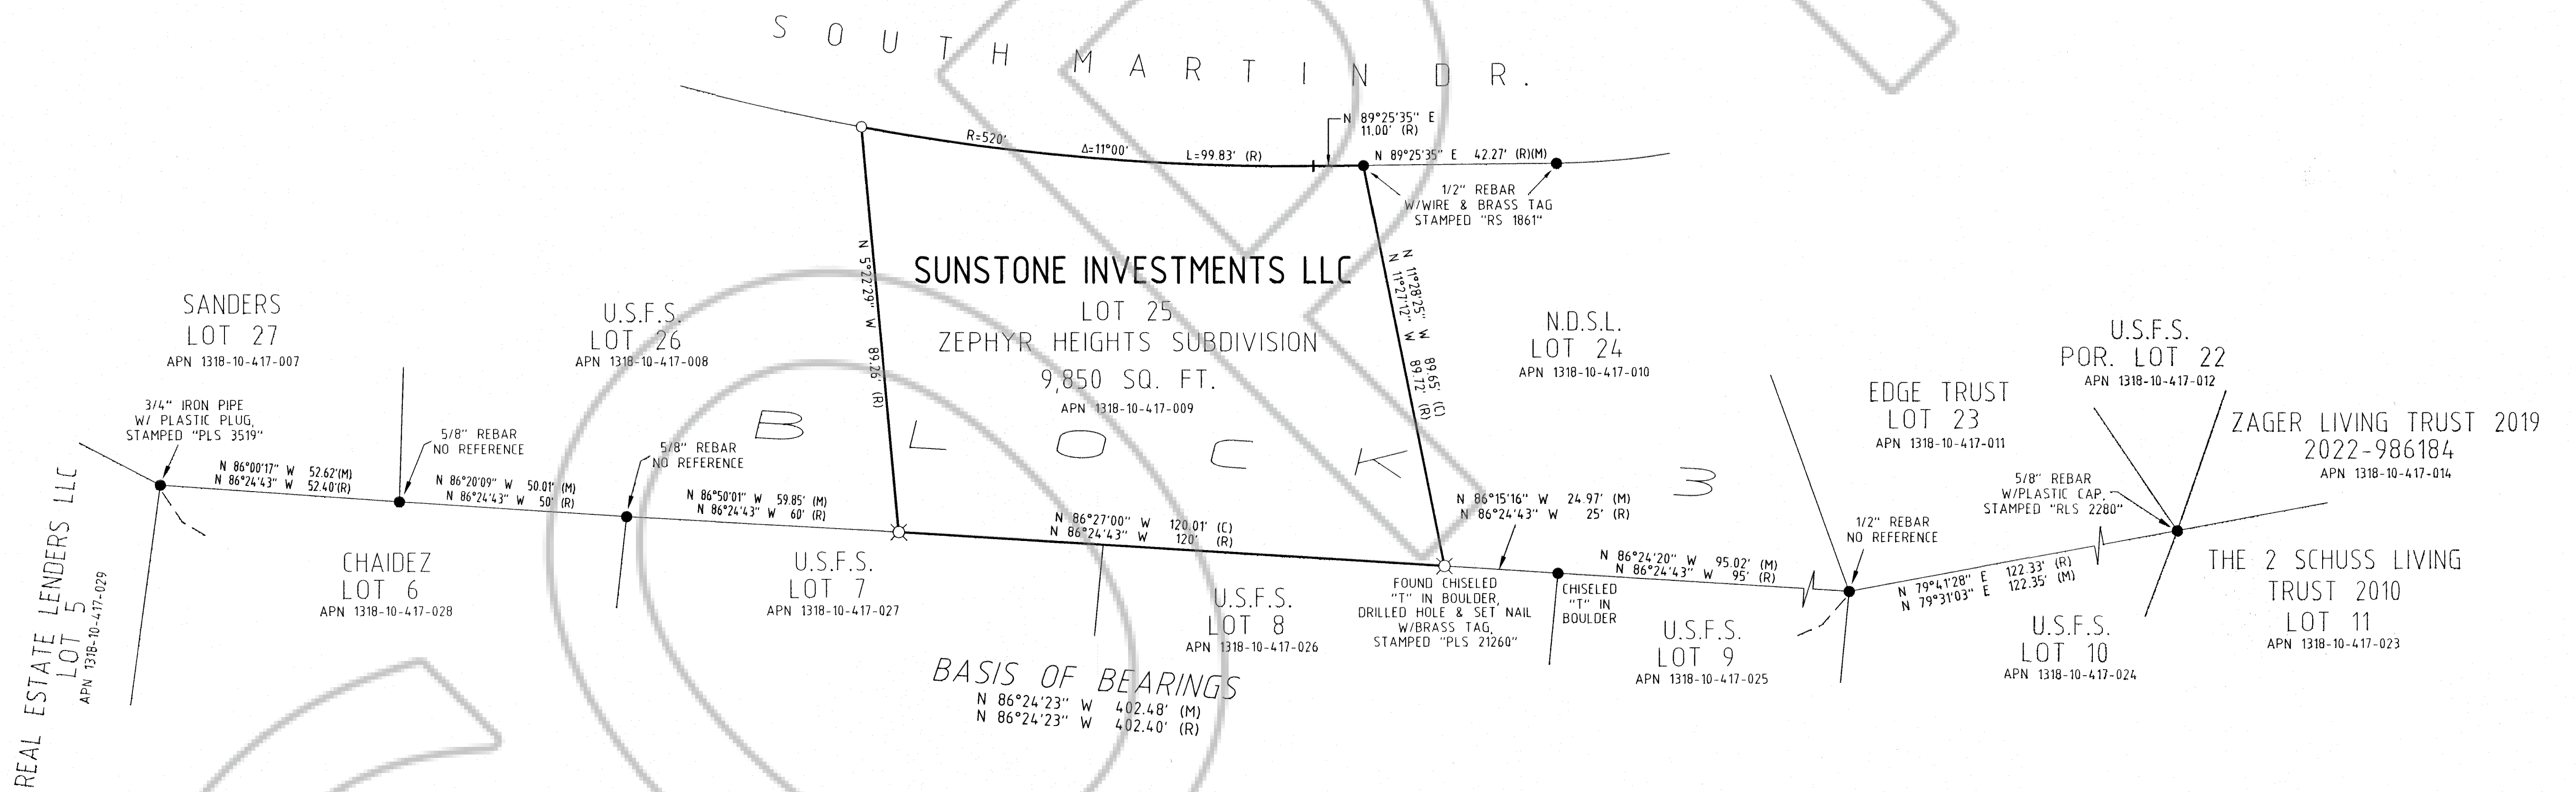 SOUTH MARTIN DR.
R=520'
Δ=11°00'
L=99.83' (R)
N 89°25'35" E
11.00' (R)
N 89°25'35" E 42.27' (R)(M)
1/2" REBAR
W/WIRE & BRASS TAG
STAMPED "RS 1861"
N 5°22'29" W 89.26' (R)
SUNSTONE INVESTMENTS LLC
LOT 25
ZEPHYR HEIGHTS SUBDIVISION
9,850 SQ. FT.
APN 1318-10-417-009
N 11°28'25" W 89.65' (C)
N 11°27'12" W 89.72' (R)
SANDERS
LOT 27
APN 1318-10-417-007
U.S.F.S.
LOT 26
APN 1318-10-417-008
N.D.S.L.
LOT 24
APN 1318-10-417-010
EDGE TRUST
LOT 23
APN 1318-10-417-011
U.S.F.S.
POR. LOT 22
APN 1318-10-417-012
ZAGER LIVING TRUST 2019
2022-986184
APN 1318-10-417-014
3/4" IRON PIPE
W/ PLASTIC PLUG,
STAMPED "PLS 3519"
5/8" REBAR
NO REFERENCE
5/8" REBAR
NO REFERENCE
BLOCK 3
5/8" REBAR
W/PLASTIC CAP,
STAMPED "RLS 2280"
N 86°00'17" W 52.62'(M)
N 86°24'43" W 52.40'(R)
N 86°20'09" W 50.01' (M)
N 86°24'43" W 50' (R)
N 86°50'01" W 59.85' (M)
N 86°24'43" W 60' (R)
N 86°27'00" W 120.01' (C)
N 86°24'43" W 120' (R)
N 86°15'16" W 24.97' (M)
N 86°24'43" W 25' (R)
N 86°24'20" W 95.02' (M)
N 86°24'43" W 95' (R)
1/2" REBAR
NO REFERENCE
N 79°41'28" E 122.33' (R)
N 79°31'03" E 122.35' (M)
REAL ESTATE LENDERS LLC
LOT 5
APN 1318-10-417-029
CHAIDEZ
LOT 6
APN 1318-10-417-028
U.S.F.S.
LOT 7
APN 1318-10-417-027
U.S.F.S.
LOT 8
APN 1318-10-417-026
FOUND CHISELED
"T" IN BOULDER,
DRILLED HOLE & SET NAIL
W/BRASS TAG,
STAMPED "PLS 21260"
CHISELED
"T" IN
BOULDER
U.S.F.S.
LOT 9
APN 1318-10-417-025
U.S.F.S.
LOT 10
APN 1318-10-417-024
THE 2 SCHUSS LIVING
TRUST 2010
LOT 11
APN 1318-10-417-023
BASIS OF BEARINGS
N 86°24'23" W 402.48' (M)
N 86°24'23" W 402.40' (R)